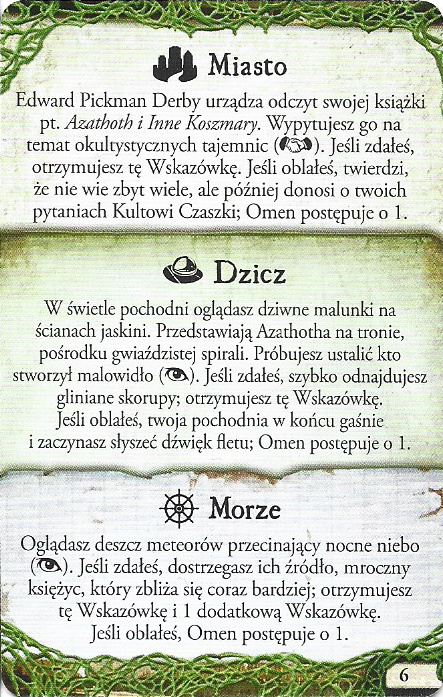 Miasto
Edward Pickman Derby urządza odczyt swojej książki
pt. Azathoth i Inne Koszmary. Wypytujesz go na
temat okultystycznych tajemnic (). Jeśli zdałeś,
otrzymujesz tę Wskazówkę. Jeśli oblałeś, twierdzi,
że nie wie zbyt wiele, ale później donosi o twoich
pytaniach Kultowi Czaszki; Omen postępuje o 1.
Dzicz
W świetle pochodni oglądasz dziwne malunki na
ścianach jaskini. Przedstawiają Azathotha na tronie,
pośrodku gwiaździstej spirali. Próbujesz ustalić kto
stworzył malowidło (). Jeśli zdałeś, szybko odnajdujesz
gliniane skorupy; otrzymujesz tę Wskazówkę.
Jeśli oblałeś, twoja pochodnia w końcu gaśnie
i zaczynasz słyszeć dźwięk fletu; Omen postępuje o 1.
Morze
Oglądasz deszcz meteorów przecinający nocne niebo
(). Jeśli zdałeś, dostrzegasz ich źródło, mroczny
księżyc, który zbliża się coraz bardziej; otrzymujesz
tę Wskazówkę i 1 dodatkową Wskazówkę.
Jeśli oblałeś, Omen postępuje o 1.
6